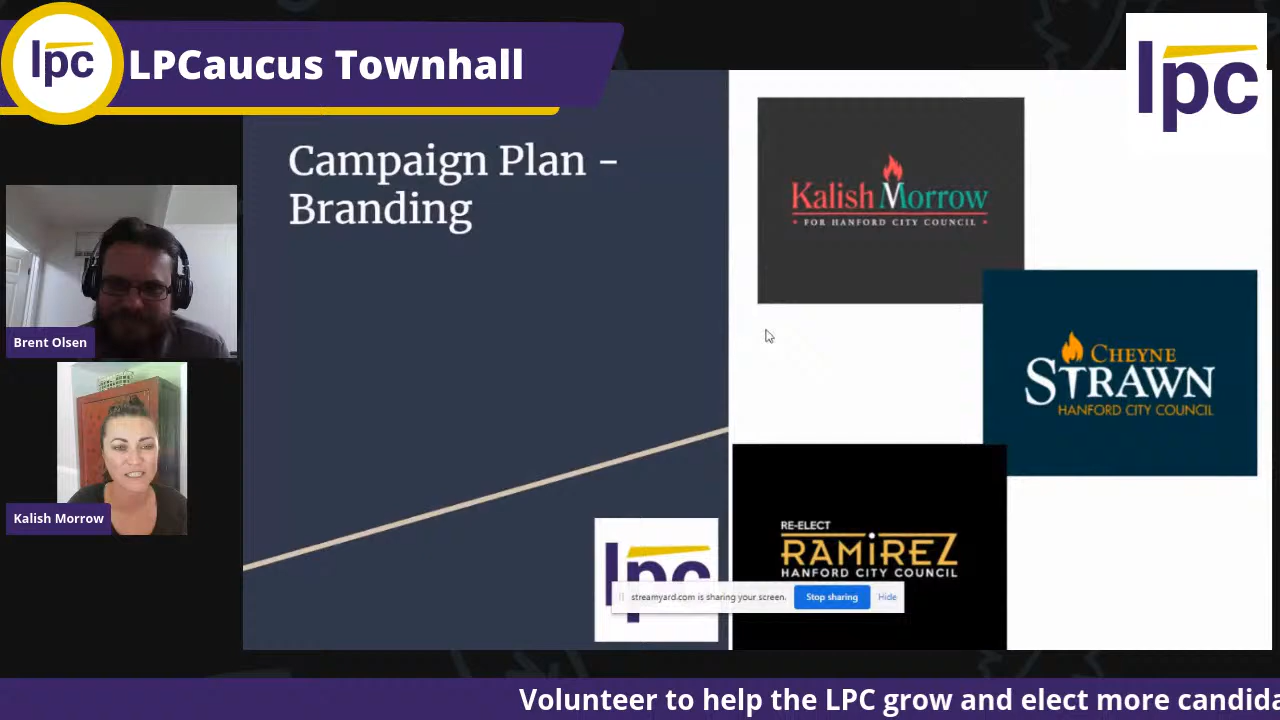 lpc
LPCaucus Townhall
lpc
Campaign Plan -
Branding
Kalish Morrow
FOR HANFORD CITY COUNCIL
CHEYNE
STRAWN
HANFORD CITY COUNCIL
RE-ELECT
RAMiREZ
HANFORD CITY COUNCIL
Brent Olsen
Kalish Morrow
lpc
streamyard.com is sharing your screen.
Stop sharing
Hide
Volunteer to help the LPC grow and elect more candida